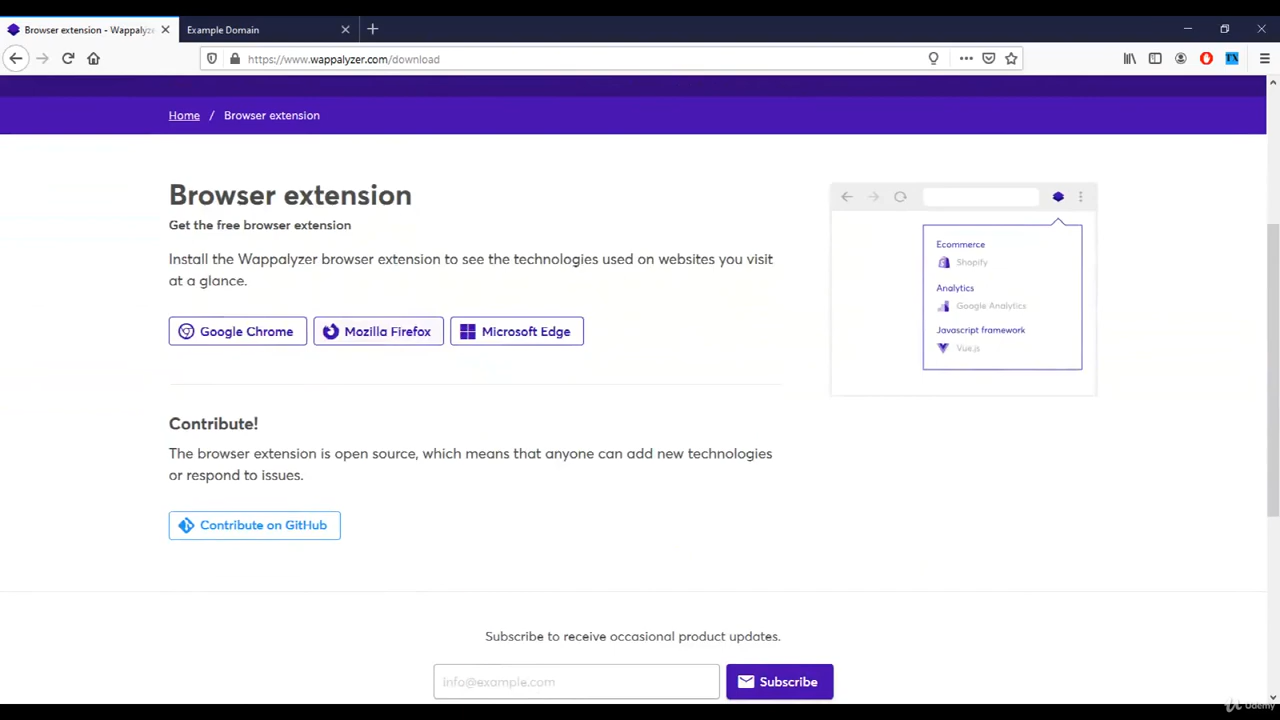 Browser extension - Wappalyze
Example Domain
https://www.wappalyzer.com/download
Home / Browser extension
Browser extension
Get the free browser extension
Install the Wappalyzer browser extension to see the technologies used on websites you visit
at a glance.
Google Chrome
Mozilla Firefox
Microsoft Edge
Ecommerce
Shopify
Analytics
Google Analytics
Javascript framework
Vue.js
Contribute!
The browser extension is open source, which means that anyone can add new technologies
or respond to issues.
Contribute on GitHub
Subscribe to receive occasional product updates.
info@example.com
Subscribe
Udemy